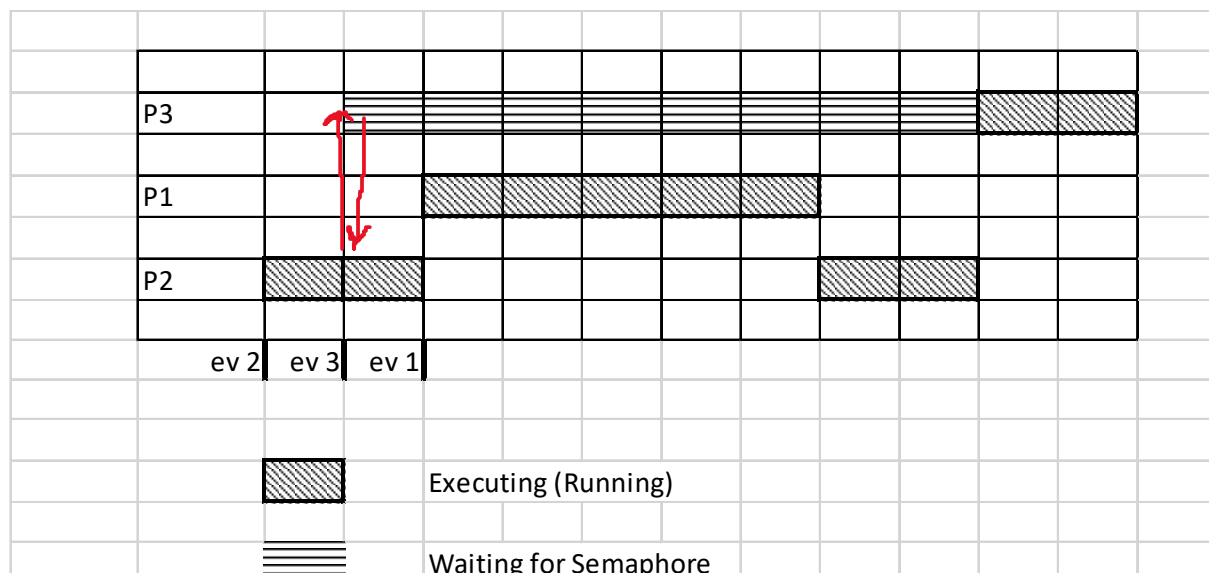 P3
P1
P2
ev 2 ev 3 ev 1
Executing (Running)
Waiting for Semaphore